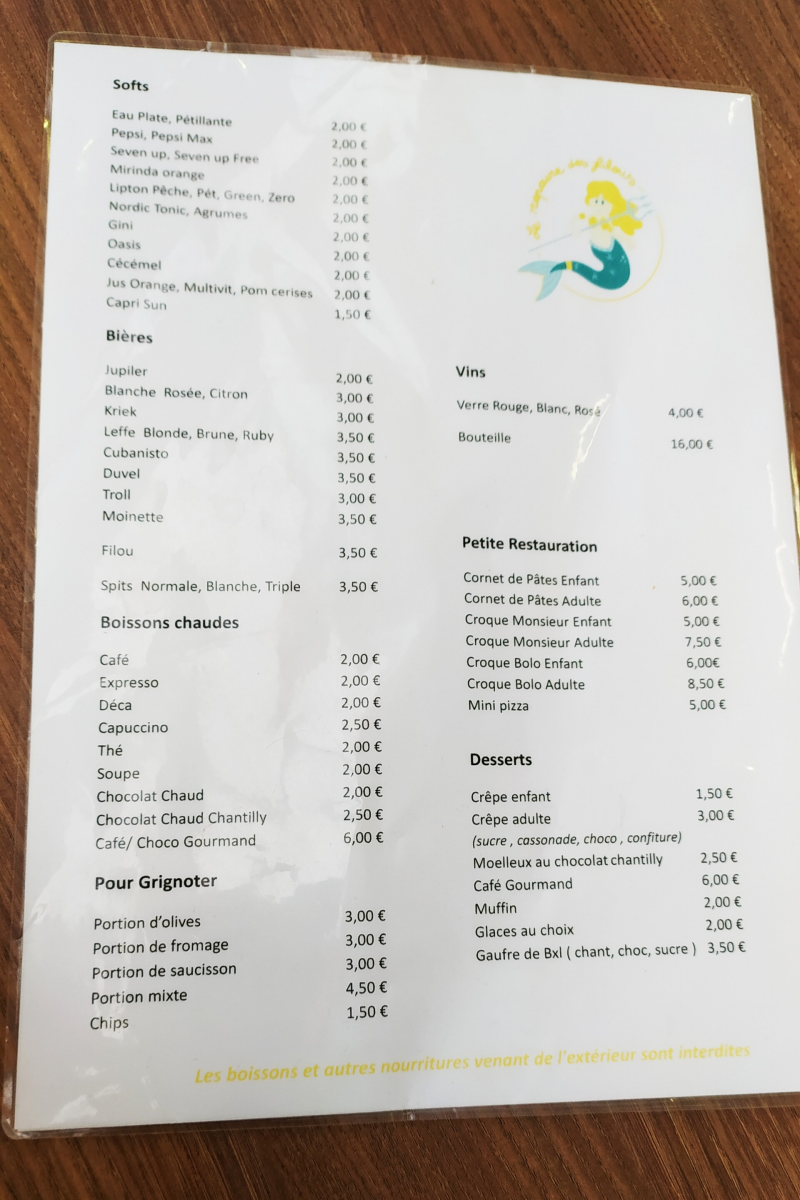 Softs
Eau Plate, Pétillante 2,00 €
Pepsi, Pepsi Max 2,00 €
Seven up, Seven up Free 2,00 €
Mirinda orange 2,00 €
Lipton Pêche, Pét, Green, Zero 2,00 €
Nordic Tonic, Agrumes 2,00 €
Gini 2,00 €
Oasis 2,00 €
Cécémel 2,00 €
Jus Orange, Multivit, Pom cerises 2,00 €
Capri Sun 1,50 €
Bières
Jupiler 2,00 €
Blanche Rosée, Citron 3,00 €
Kriek 3,00 €
Leffe Blonde, Brune, Ruby 3,50 €
Cubanisto 3,50 €
Duvel 3,50 €
Troll 3,00 €
Moinette 3,50 €
Filou 3,50 €
Spits Normale, Blanche, Triple 3,50 €
Boissons chaudes
Café 2,00 €
Expresso 2,00 €
Déca 2,00 €
Capuccino 2,50 €
Thé 2,00 €
Soupe 2,00 €
Chocolat Chaud 2,00 €
Chocolat Chaud Chantilly 2,50 €
Café/ Choco Gourmand 6,00 €
Pour Grignoter
Portion d'olives 3,00 €
Portion de fromage 3,00 €
Portion de saucisson 3,00 €
Portion mixte 4,50 €
Chips 1,50 €
Vins
Verre Rouge, Blanc, Rosé 4,00 €
Bouteille 16,00 €
Petite Restauration
Cornet de Pâtes Enfant 5,00 €
Cornet de Pâtes Adulte 6,00 €
Croque Monsieur Enfant 5,00 €
Croque Monsieur Adulte 7,50 €
Croque Bolo Enfant 6,00€
Croque Bolo Adulte 8,50 €
Mini pizza 5,00 €
Desserts
Crêpe enfant 1,50 €
Crêpe adulte 3,00 €
(sucre , cassonade, choco , confiture)
Moelleux au chocolat chantilly 2,50 €
Café Gourmand 6,00 €
Muffin 2,00 €
Glaces au choix 2,00 €
Gaufre de Bxl ( chant, choc, sucre ) 3,50 €
Les boissons et autres nourritures venant de l'extérieur sont interdites